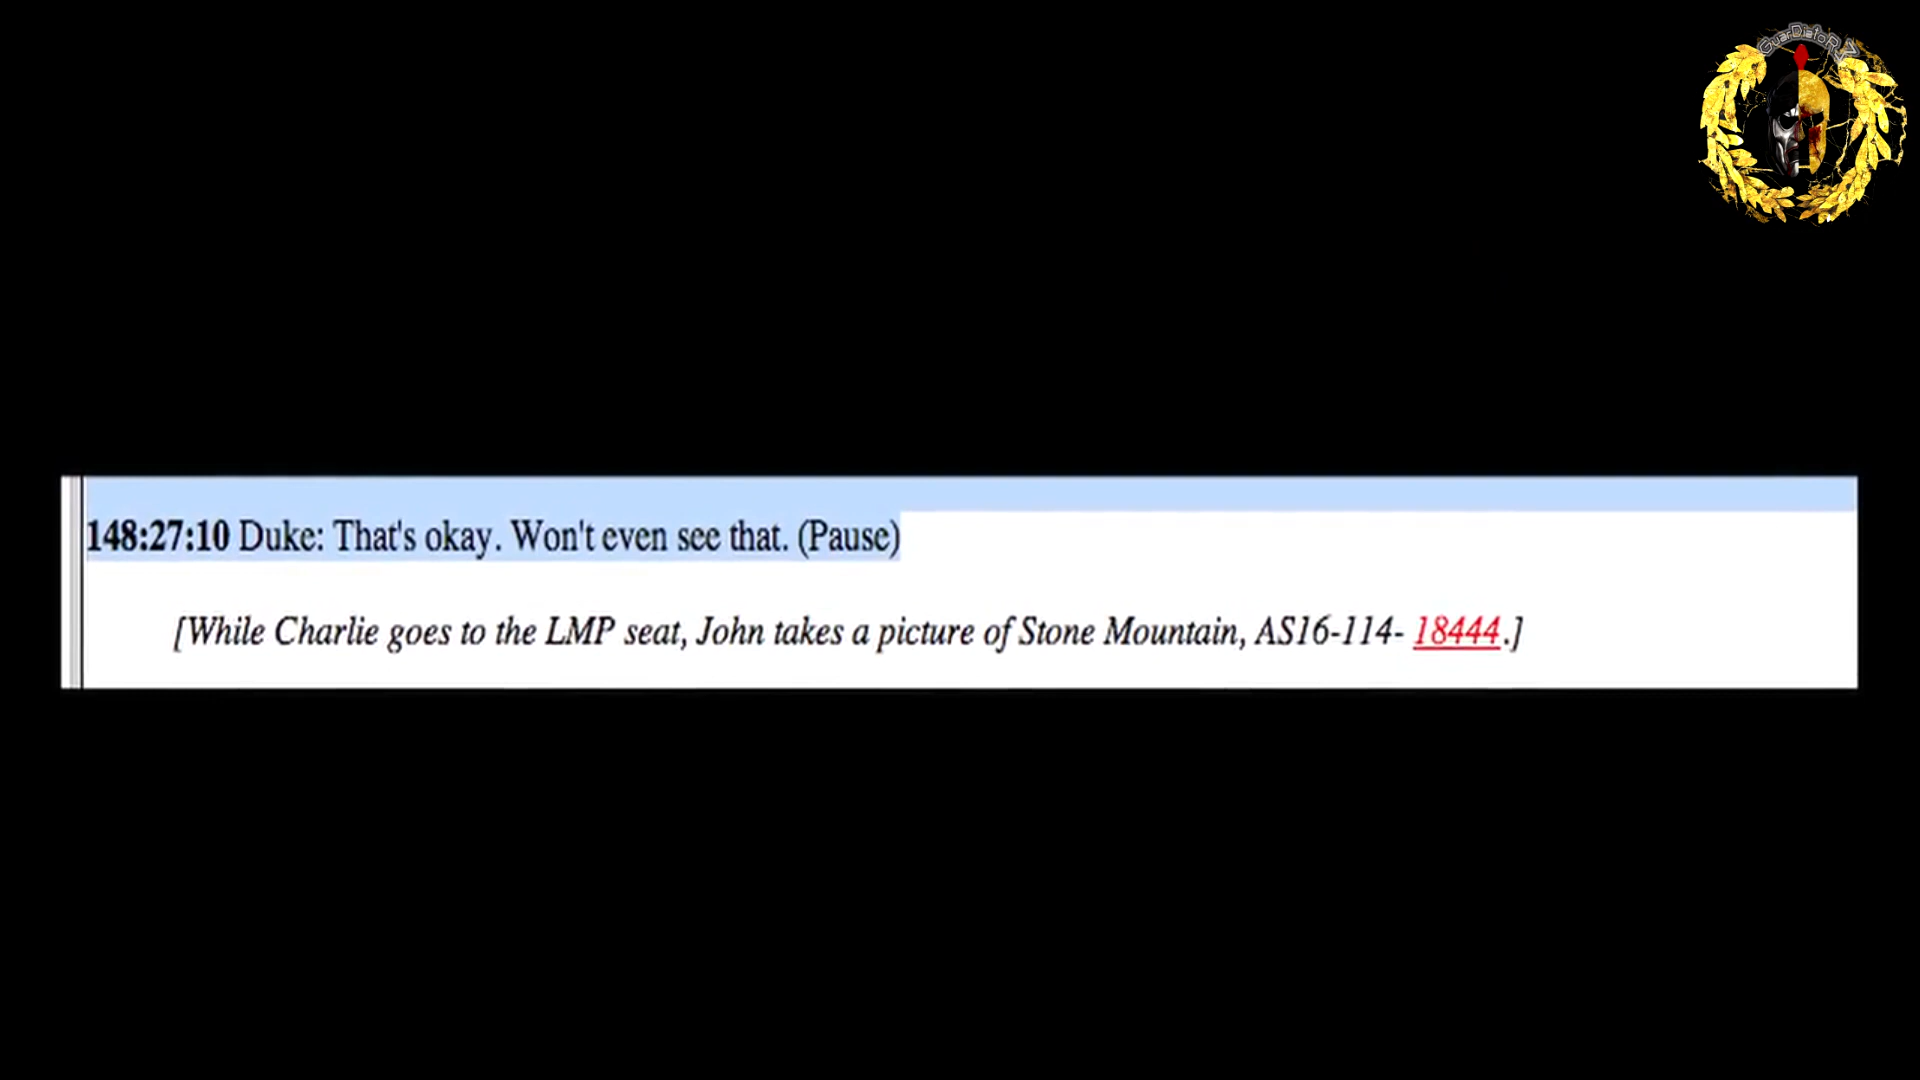 148:27:10 Duke: That's okay. Won't even see that. (Pause)
[While Charlie goes to the LMP seat, John takes a picture of Stone Mountain, AS16-114- 18444.]